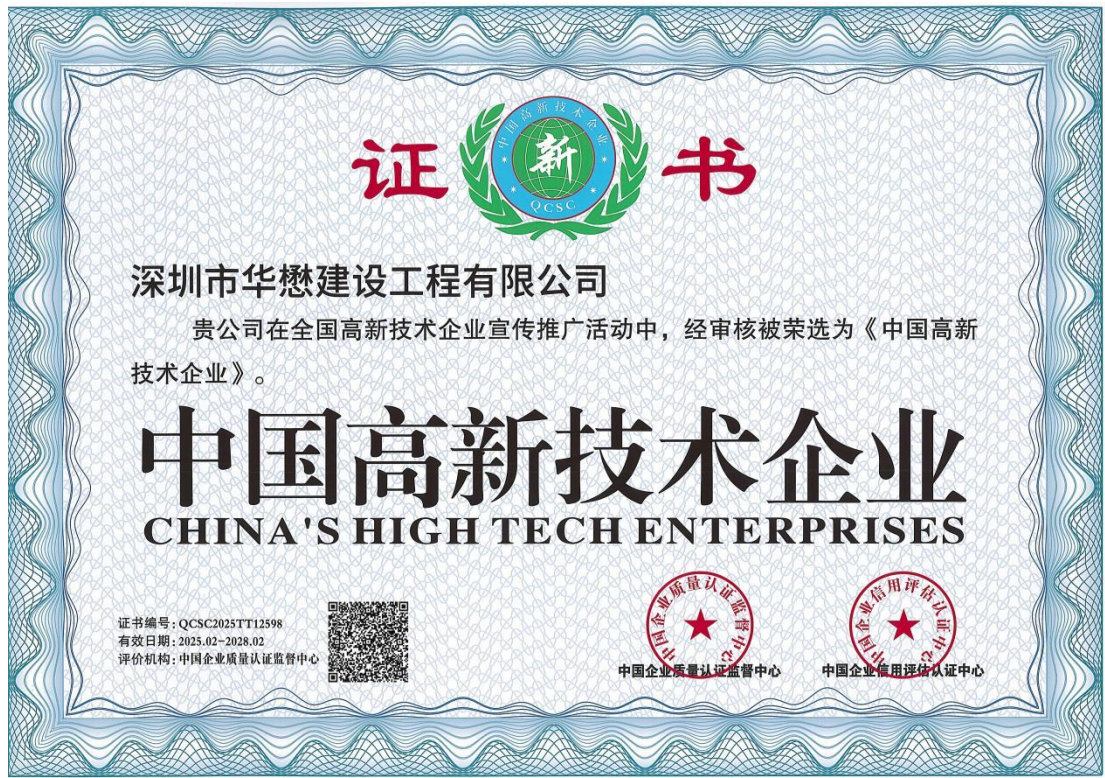 证 书
中国高新技术企业
新
QCSC
深圳市华懋建设工程有限公司
贵公司在全国高新技术企业宣传推广活动中，经审核被荣选为《中国高新
技术企业》。
中国高新技术企业
CHINA'S HIGH TECH ENTERPRISES
证书编号：QCSC2025TT12598
有效日期：2025.02-2028.02
评价机构：中国企业质量认证监督中心
中国企业质量认证监督中心
中国企业质量认证监督中心
中国企业信用评估认证中心
中国企业信用评估认证中心